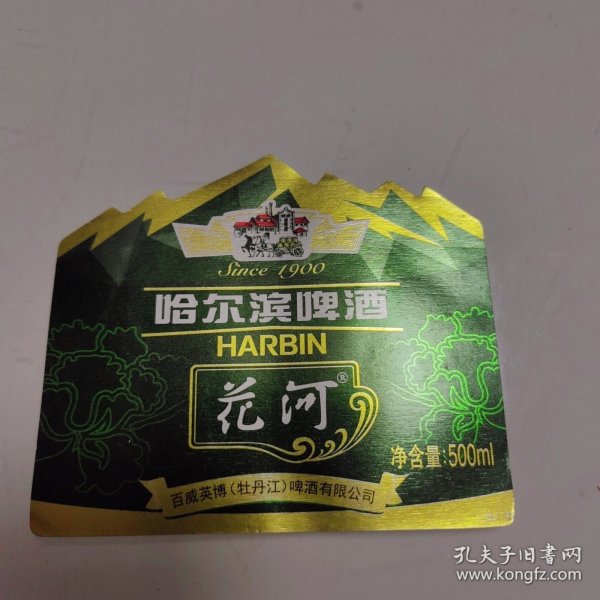 Since 1900
哈尔滨啤酒
HARBIN
花河®
净含量:500ml
百威英博(牡丹江)啤酒有限公司
孔夫子旧書网
www.kongfz.com